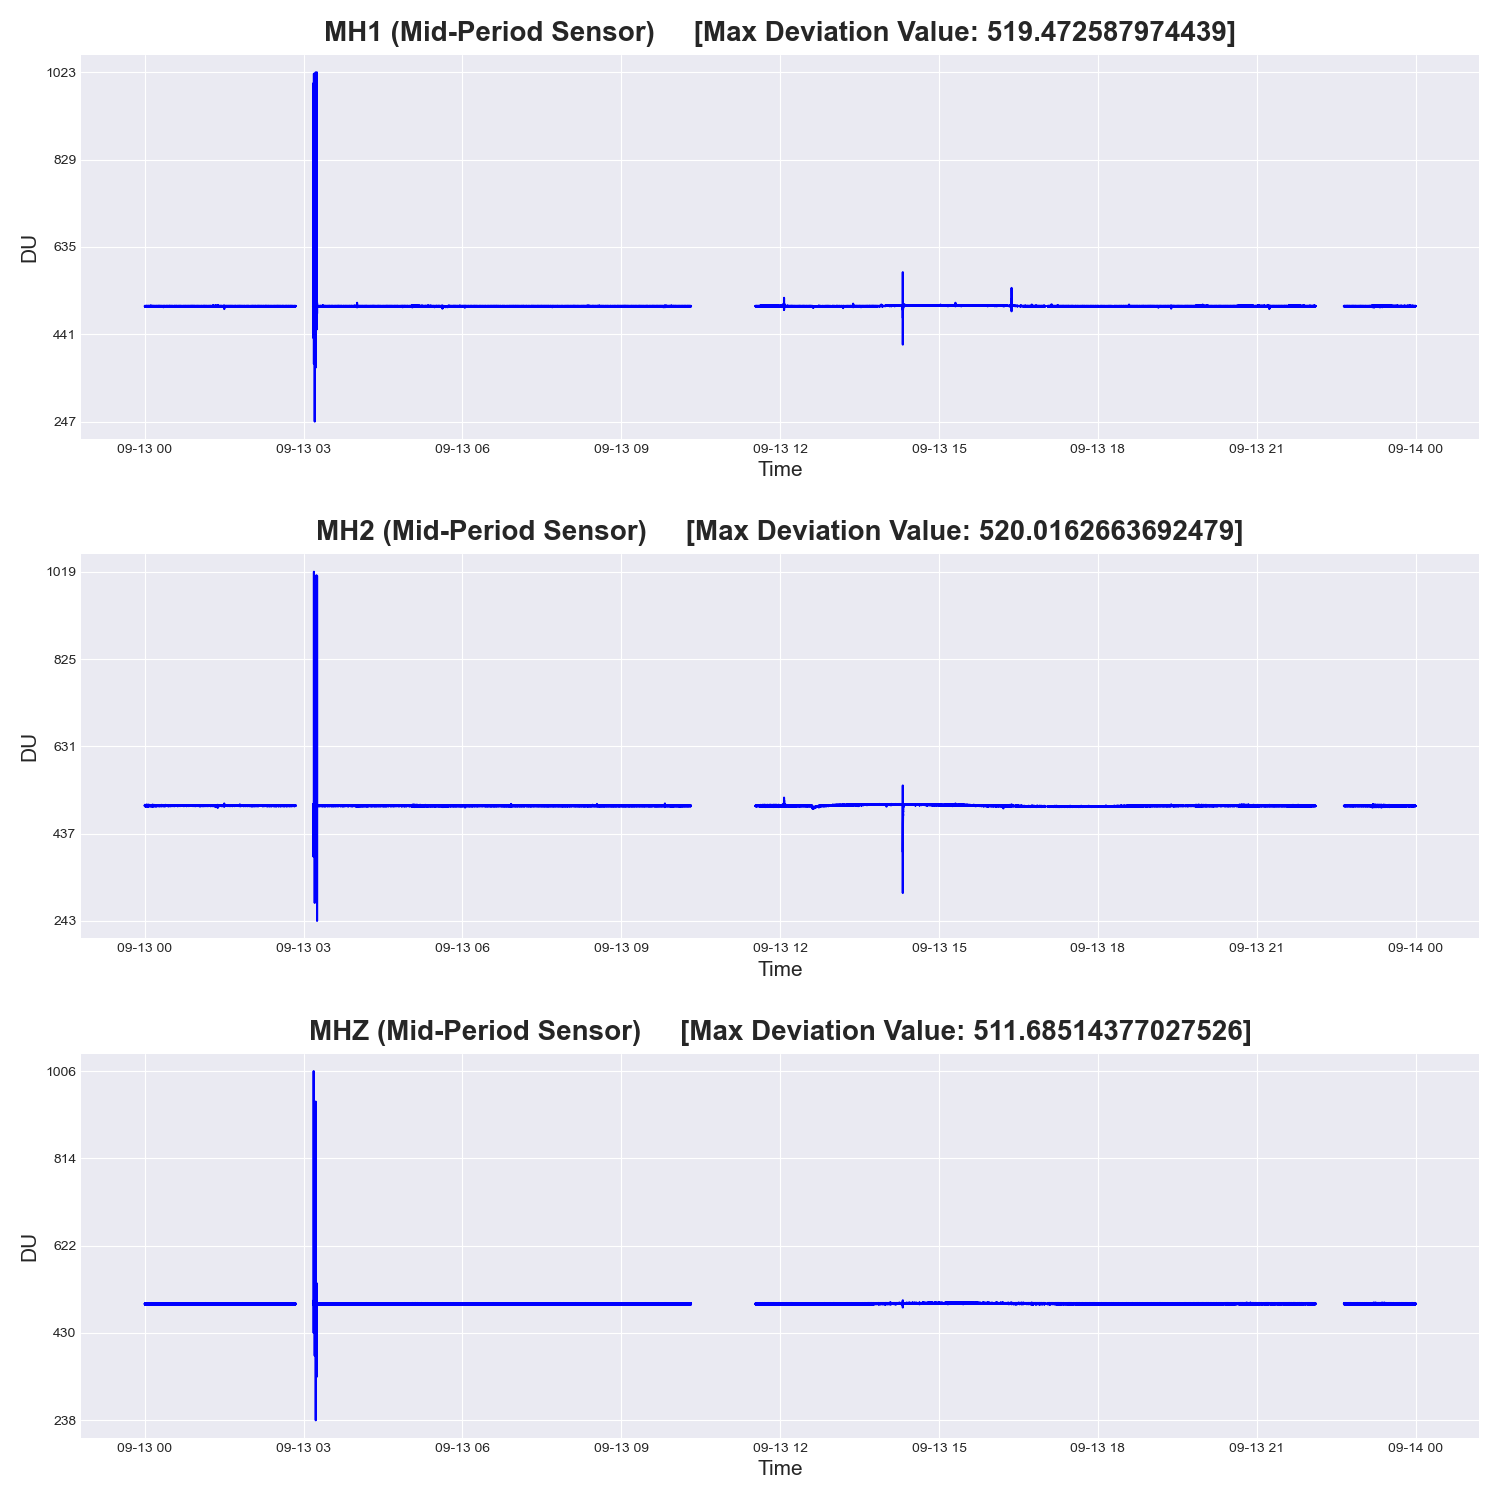 MH1 (Mid-Period Sensor) [Max Deviation Value: 519.472587974439]
1023
829
635
441
247
DU
09-13 00 09-13 03 09-13 06 09-13 09 09-13 12 09-13 15 09-13 18 09-13 21 09-14 00
Time
MH2 (Mid-Period Sensor) [Max Deviation Value: 520.0162663692479]
1019
825
631
437
243
DU
09-13 00 09-13 03 09-13 06 09-13 09 09-13 12 09-13 15 09-13 18 09-13 21 09-14 00
Time
MHZ (Mid-Period Sensor) [Max Deviation Value: 511.68514377027526]
1006
814
622
430
238
DU
09-13 00 09-13 03 09-13 06 09-13 09 09-13 12 09-13 15 09-13 18 09-13 21 09-14 00
Time